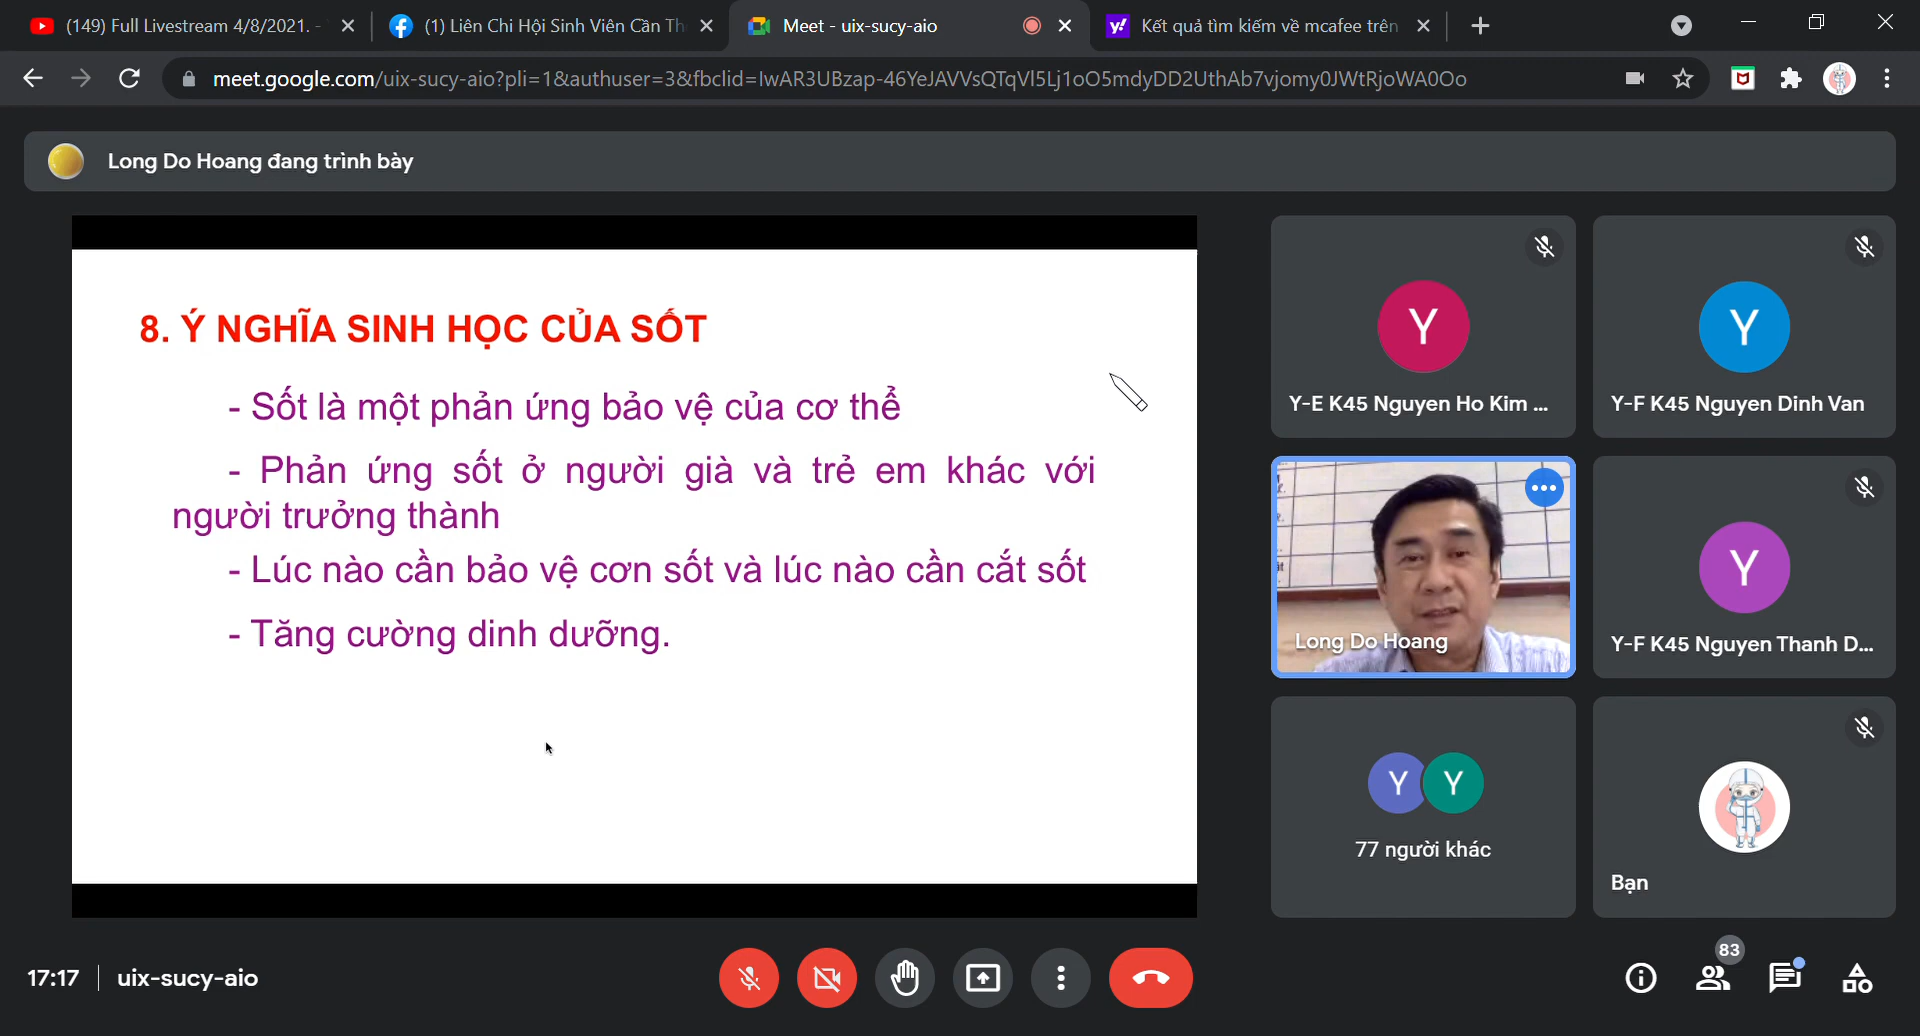 (149) Full Livestream 4/8/2021. -
(1) Liên Chi Hội Sinh Viên Cần Th
Meet - uix-sucy-aio
Kết quả tìm kiếm về mcafee trên
meet.google.com/uix-sucy-aio?pli=1&authuser=3&fbclid=IwAR3UBzap-46YeJAVVsQTqVl5Lj1oO5mdyDD2UthAb7vjomy0JWtRjoWA0Oo
Long Do Hoang đang trình bày
8. Ý NGHĨA SINH HỌC CỦA SỐT
- Sốt là một phản ứng bảo vệ của cơ thể
- Phản ứng sốt ở người già và trẻ em khác với
người trưởng thành
- Lúc nào cần bảo vệ cơn sốt và lúc nào cần cắt sốt
- Tăng cường dinh dưỡng.
Y
Y-E K45 Nguyen Ho Kim ...
Y
Y-F K45 Nguyen Dinh Van
Long Do Hoang
Y
Y-F K45 Nguyen Thanh D...
Y Y
77 người khác
Bạn
17:17
uix-sucy-aio
83